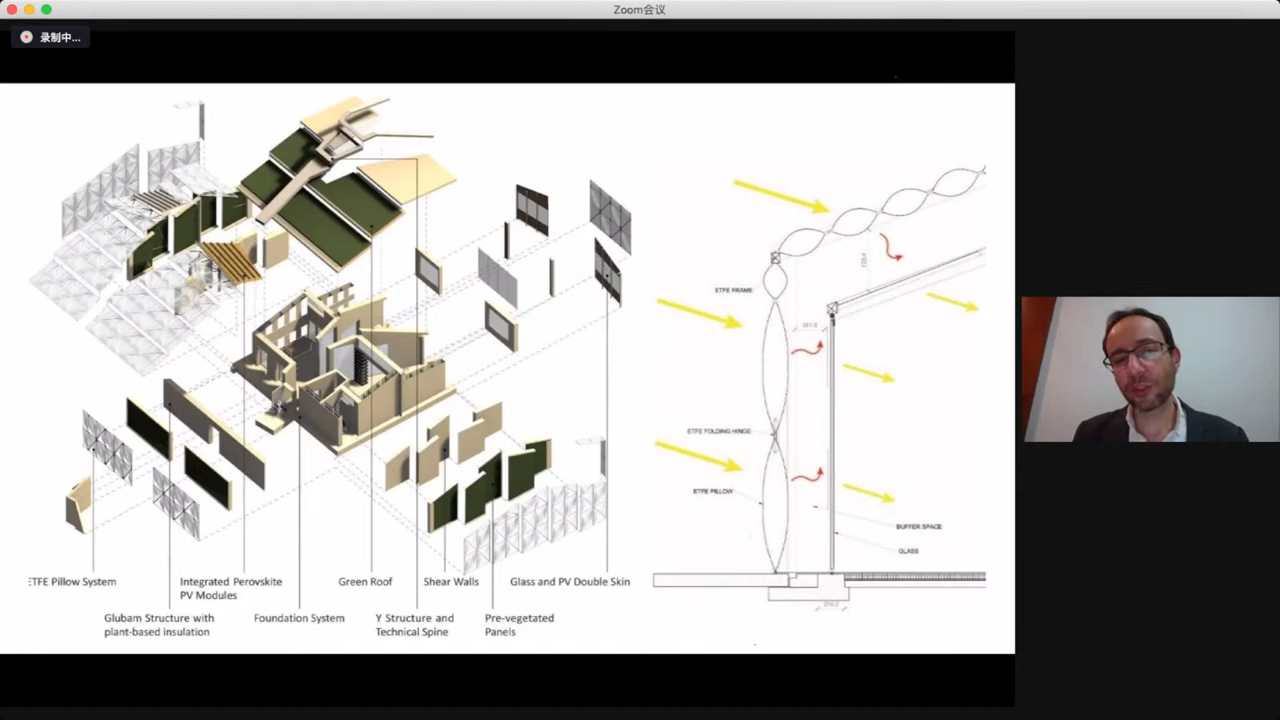 Zoom会议
录制中...
ETFE FRAME
ETFE FOLDING HINGE
ETFE PILLOW
BUFFER SPACE
GLASS
ETFE Pillow System
Integrated Perovskite
PV Modules
Green Roof
Shear Walls
Glass and PV Double Skin
Glubam Structure with
plant-based insulation
Foundation System
Y Structure and
Technical Spine
Pre-vegetated
Panels